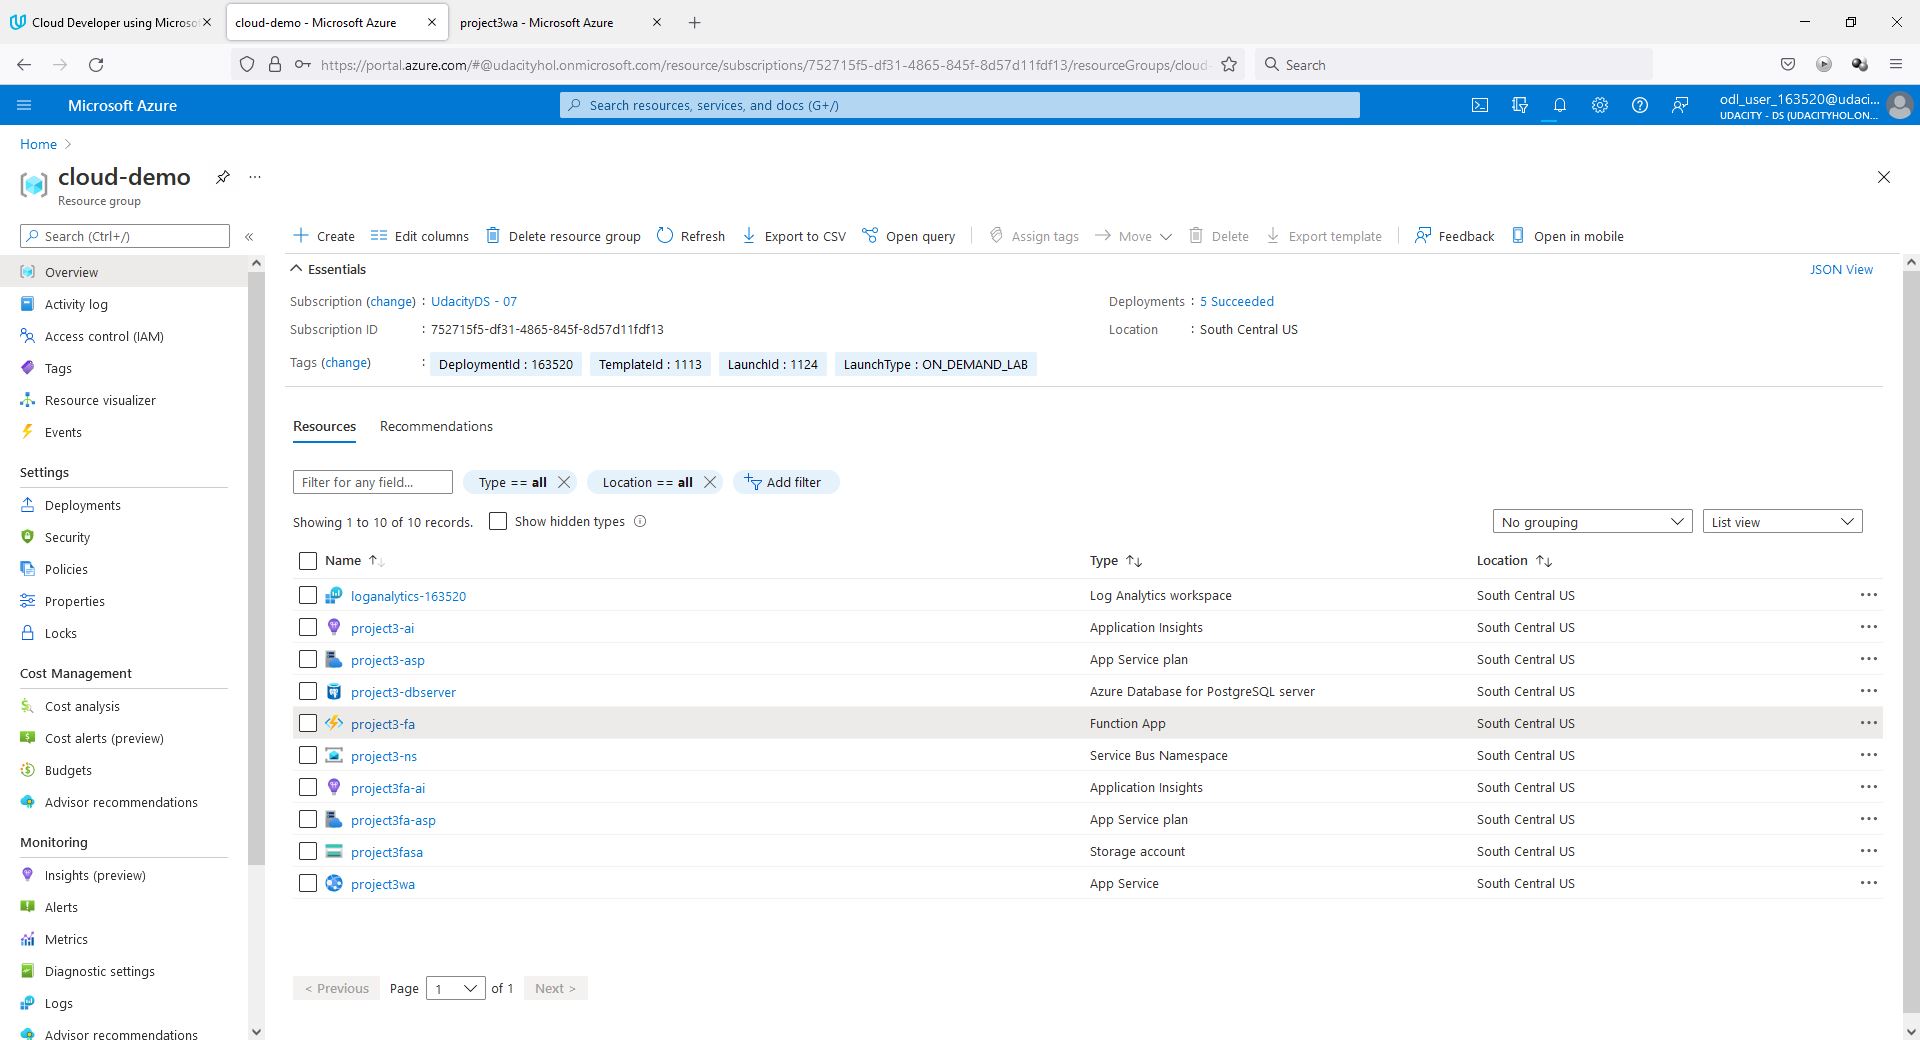 Cloud Developer using Microso
cloud-demo - Microsoft Azure
project3wa - Microsoft Azure
https://portal.azure.com/#@udacityhol.onmicrosoft.com/resource/subscriptions/752715f5-df31-4865-845f-8d57d11fdf13/resourceGroups/cloud-
Search
Microsoft Azure
Search resources, services, and docs (G+/)
odl_user_163520@udaci...
UDACITY - DS (UDACITYHOL.ON...
Home
cloud-demo
Resource group
Search (Ctrl+/)
Overview
Activity log
Access control (IAM)
Tags
Resource visualizer
Events
Settings
Deployments
Security
Policies
Properties
Locks
Cost Management
Cost analysis
Cost alerts (preview)
Budgets
Advisor recommendations
Monitoring
Insights (preview)
Alerts
Metrics
Diagnostic settings
Logs
Advisor recommendations
Create Edit columns Delete resource group Refresh Export to CSV Open query Assign tags Move Delete Export template Feedback Open in mobile
Essentials JSON View
Subscription (change) : UdacityDS - 07 Deployments : 5 Succeeded
Subscription ID : 752715f5-df31-4865-845f-8d57d11fdf13 Location : South Central US
Tags (change) : DeploymentId : 163520 TemplateId : 1113 LaunchId : 1124 LaunchType : ON_DEMAND_LAB
Resources Recommendations
Filter for any field... Type == all Location == all Add filter
Showing 1 to 10 of 10 records. Show hidden types No grouping List view
Name Type Location
loganalytics-163520 Log Analytics workspace South Central US
project3-ai Application Insights South Central US
project3-asp App Service plan South Central US
project3-dbserver Azure Database for PostgreSQL server South Central US
project3-fa Function App South Central US
project3-ns Service Bus Namespace South Central US
project3fa-ai Application Insights South Central US
project3fa-asp App Service plan South Central US
project3fasa Storage account South Central US
project3wa App Service South Central US
< Previous Page 1 of 1 Next >